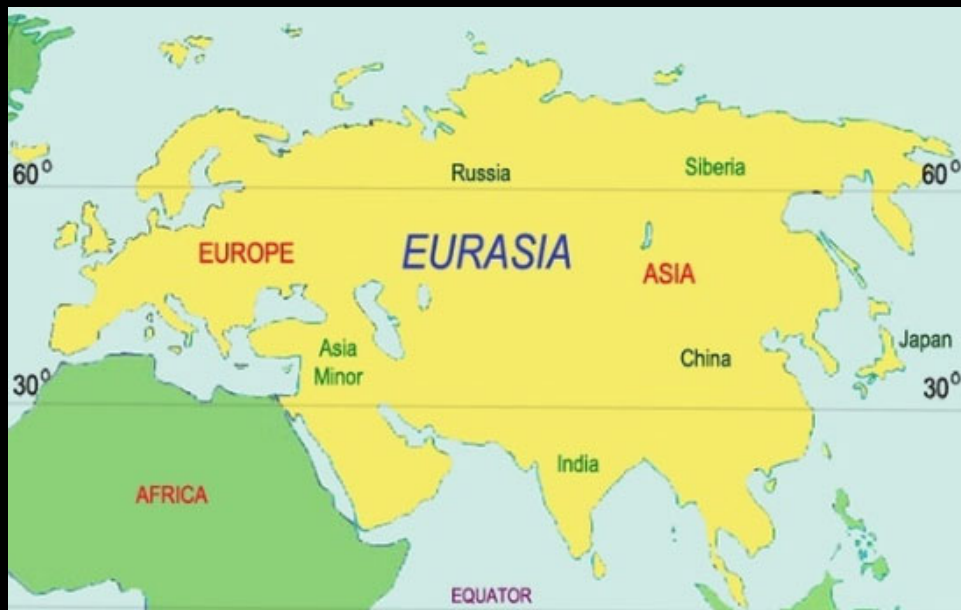 Russia
Siberia
60°
60°
EUROPE
EURASIA
ASIA
Asia
Minor
China
Japan
30°
30°
India
AFRICA
EQUATOR